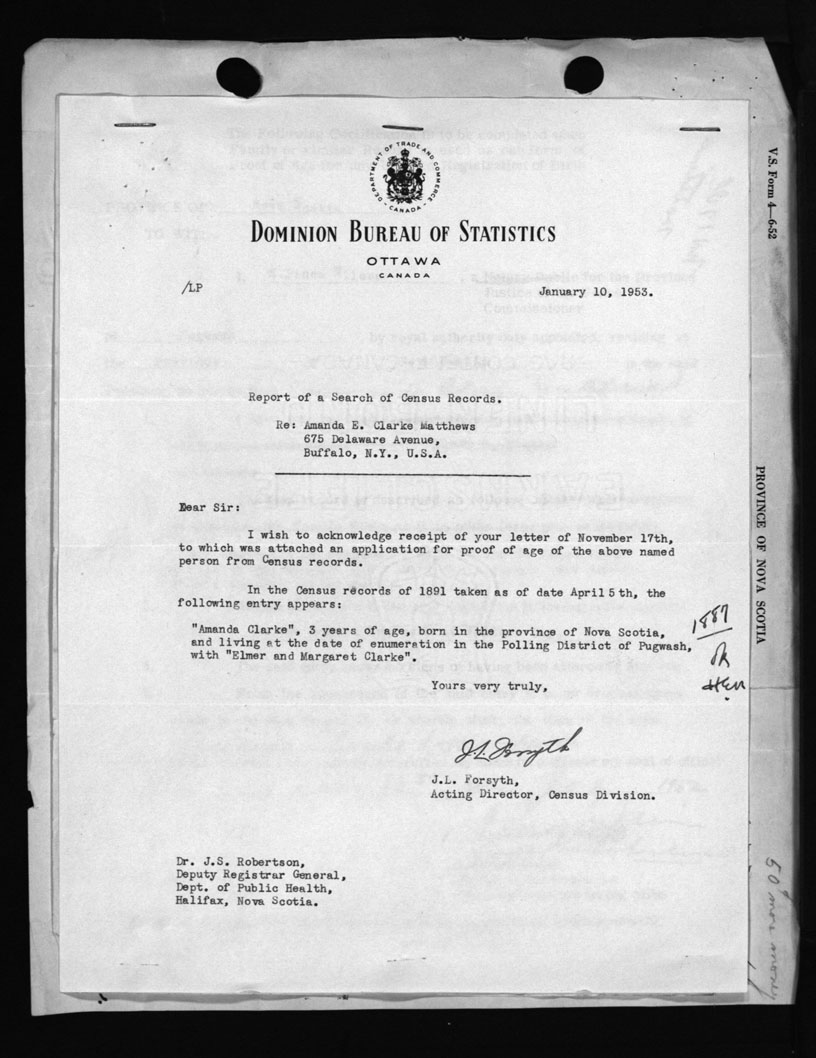 DEPARTMENT OF TRADE AND COMMERCE
CANADA
DOMINION BUREAU OF STATISTICS
OTTAWA
CANADA
/LP
January 10, 1953.
Report of a Search of Census Records.
Re: Amanda E. Clarke Matthews
675 Delaware Avenue,
Buffalo, N.Y., U.S.A.
Dear Sir:
I wish to acknowledge receipt of your letter of November 17th,
to which was attached an application for proof of age of the above named
person from Census records.
In the Census records of 1891 taken as of date April 5th, the
following entry appears:
"Amanda Clarke", 3 years of age, born in the province of Nova Scotia,
and living at the date of enumeration in the Polling District of Pugwash,
with "Elmer and Margaret Clarke".
1887
Yours very truly,
J.L. Forsyth
J.L. Forsyth,
Acting Director, Census Division.
Dr. J.S. Robertson,
Deputy Registrar General,
Dept. of Public Health,
Halifax, Nova Scotia.
V.S. Form 4—6-52
PROVINCE OF NOVA SCOTIA